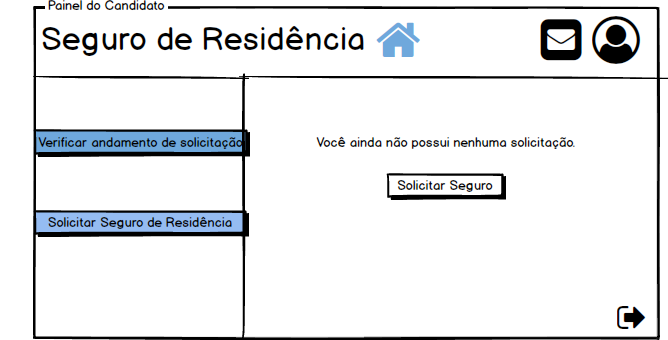 Painel do Candidato
Seguro de Residência
Verificar andamento de solicitação
Você ainda não possui nenhuma solicitação.
Solicitar Seguro
Solicitar Seguro de Residência